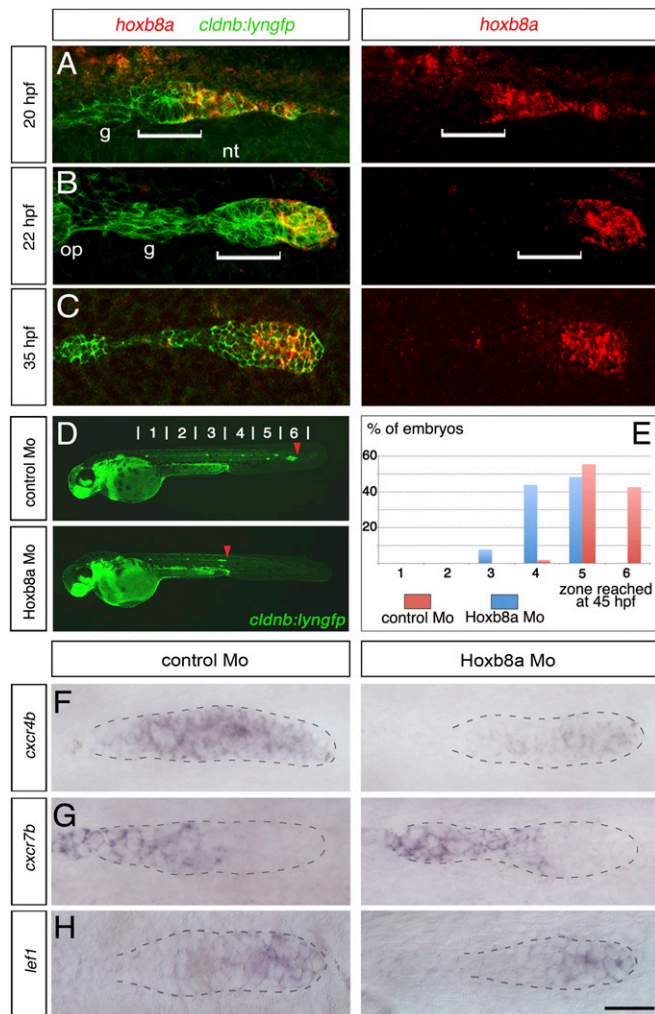 hoxb8a cldnb:lyngfp
hoxb8a
20 hpf
A
g
nt
22 hpf
B
op
g
35 hpf
C
control Mo
D
1 | 2 | 3 | 4 | 5 | 6
Hoxb8a Mo
cldnb:lyngfp
% of embryos
E
60
40
20
1 2 3 4 5 6
zone reached
at 45 hpf
control Mo
Hoxb8a Mo
control Mo
Hoxb8a Mo
cxcr4b
F
cxcr7b
G
lef1
H